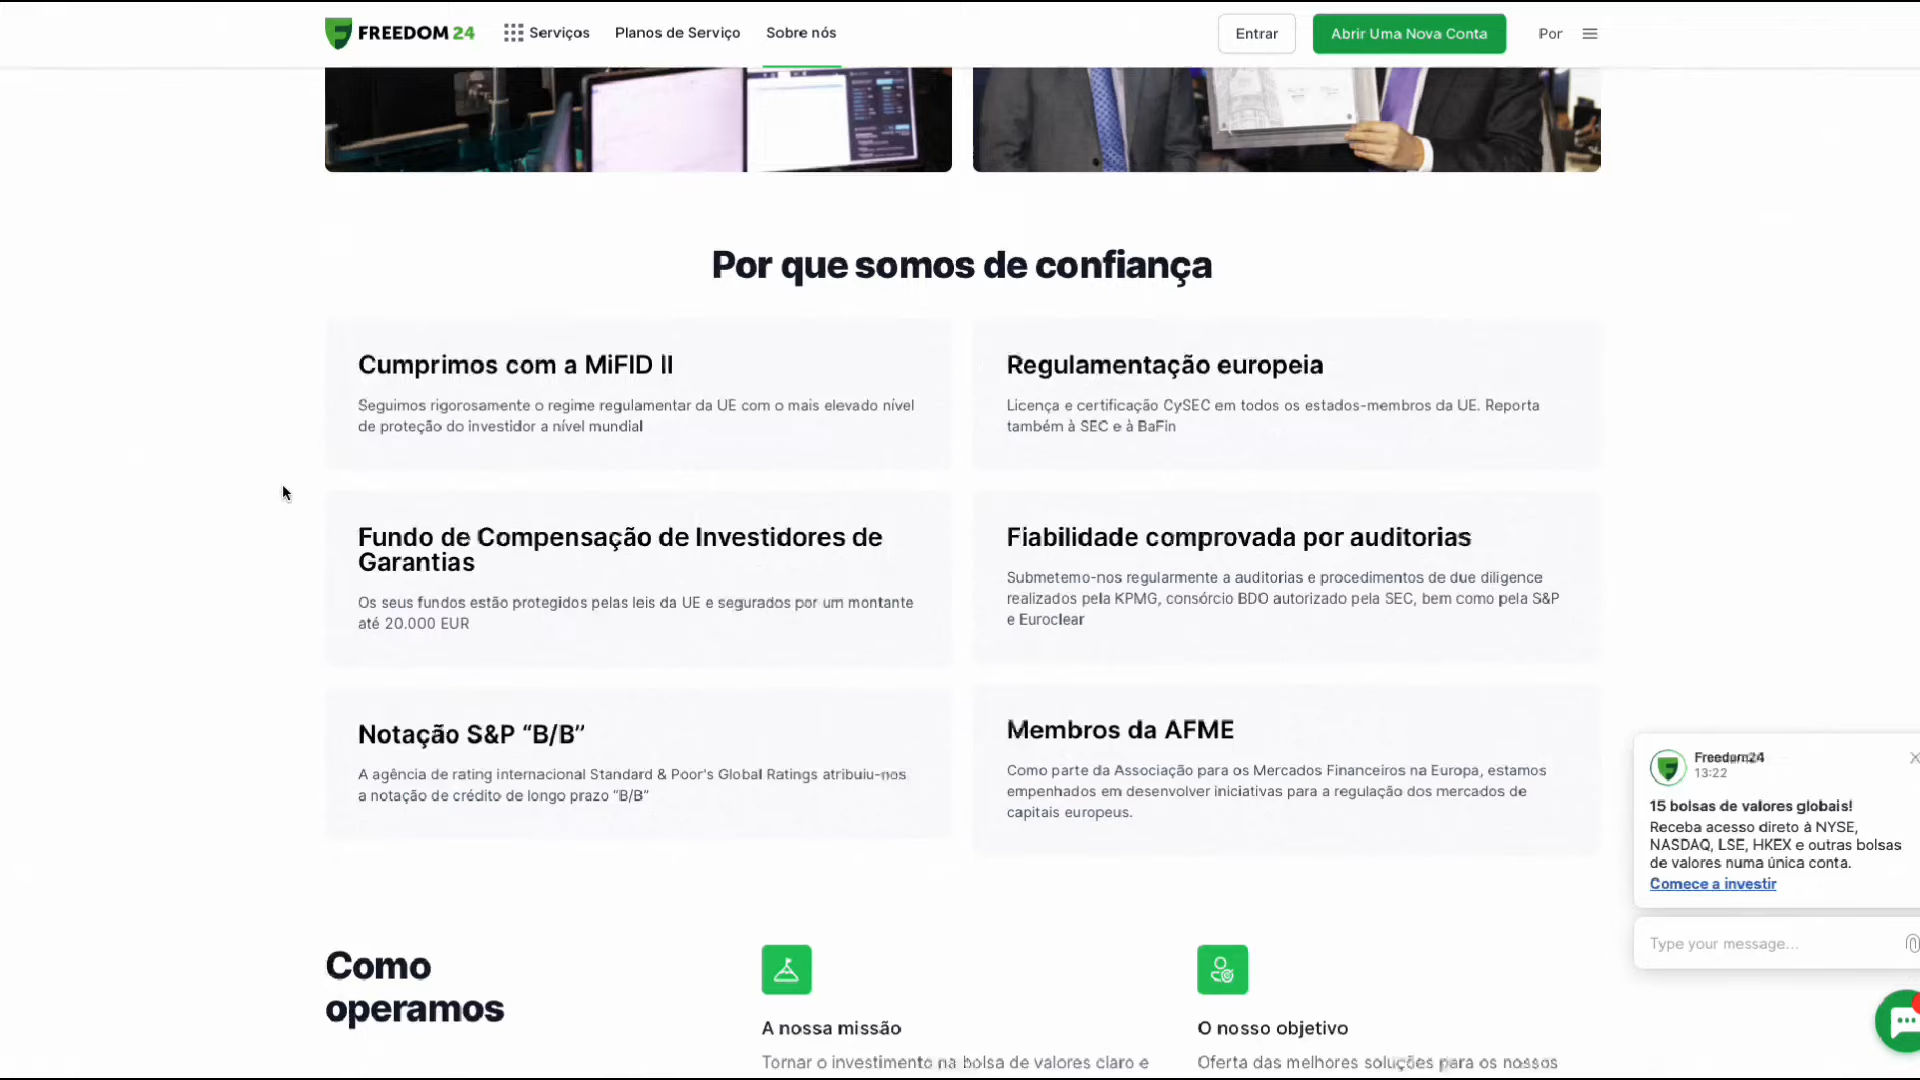 FREEDOM 24
Serviços
Planos de Serviço
Sobre nós
Entrar
Abrir Uma Nova Conta
Por
Por que somos de confiança
Cumprimos com a MiFID II
Seguimos rigorosamente o regime regulamentar da UE com o mais elevado nível
de proteção do investidor a nível mundial
Regulamentação europeia
Licença e certificação CySEC em todos os estados-membros da UE. Reporta
também à SEC e à BaFin
Fundo de Compensação de Investidores de
Garantias
Os seus fundos estão protegidos pelas leis da UE e segurados por um montante
até 20.000 EUR
Fiabilidade comprovada por auditorias
Submetemo-nos regularmente a auditorias e procedimentos de due diligence
realizados pela KPMG, consórcio BDO autorizado pela SEC, bem como pela S&P
e Euroclear
Notação S&P “B/B”
A agência de rating internacional Standard & Poor's Global Ratings atribuiu-nos
a notação de crédito de longo prazo “B/B”
Membros da AFME
Como parte da Associação para os Mercados Financeiros na Europa, estamos
empenhados em desenvolver iniciativas para a regulação dos mercados de
capitais europeus.
Freedom24
13:22
15 bolsas de valores globais!
Receba acesso direto à NYSE,
NASDAQ, LSE, HKEX e outras bolsas
de valores numa única conta.
Comece a investir
Type your message...
Como
operamos
A nossa missão
Tornar o investimento na bolsa de valores claro e
O nosso objetivo
Oferta das melhores soluções para os nossos